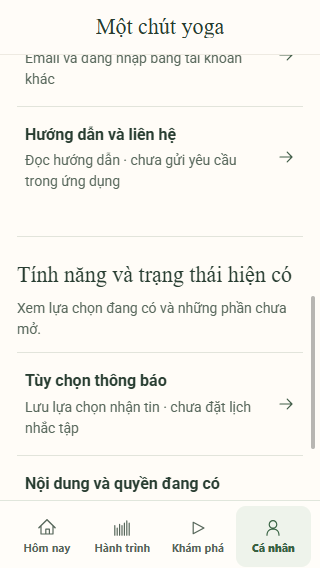 Một chút yoga
Email và đăng nhập bằng tài khoản
khác
Hướng dẫn và liên hệ
Đọc hướng dẫn · chưa gửi yêu cầu
trong ứng dụng
Tính năng và trạng thái hiện có
Xem lựa chọn đang có và những phần chưa
mở.
Tùy chọn thông báo
Lưu lựa chọn nhận tin · chưa đặt lịch
nhắc tập
Nội dung và quyền đang có
Hôm nay
Hành trình
Khám phá
Cá nhân